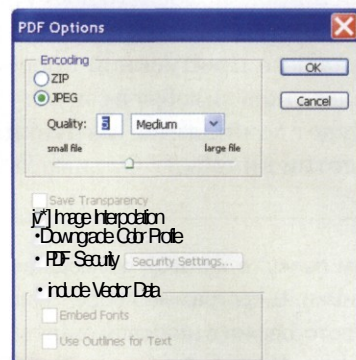 PDF Options
Encoding
ZIP
JPEG
OK
Cancel
Quality: 5 Medium
small file large file
Save Transparency
Image Interpolation
•Downgrade Color Profile
• PDF Security Security Settings...
• include Vector Data
Embed Fonts
Use Outlines for Text